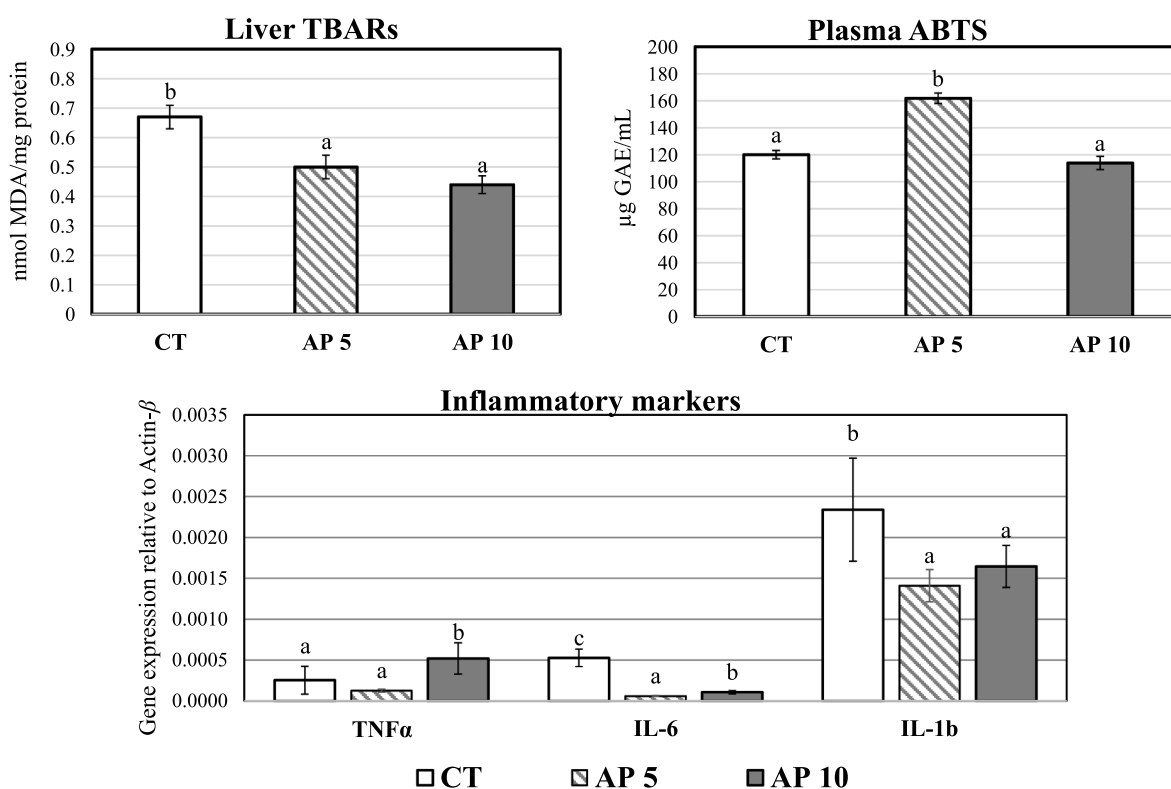 Liver TBARs
nmol MDA/mg protein
0.9
0.8
0.7
0.6
0.5
0.4
0.3
0.2
0.1
0
b
a
a
CT AP 5 AP 10
Plasma ABTS
µg GAE/mL
200
180
160
140
120
100
80
60
40
20
0
a
b
a
CT AP 5 AP 10
Inflammatory markers
Gene expression relative to Actin-β
0.0035
0.0030
0.0025
0.0020
0.0015
0.0010
0.0005
0.0000
a a b c a b b a a
TNFα IL-6 IL-1b
CT AP 5 AP 10